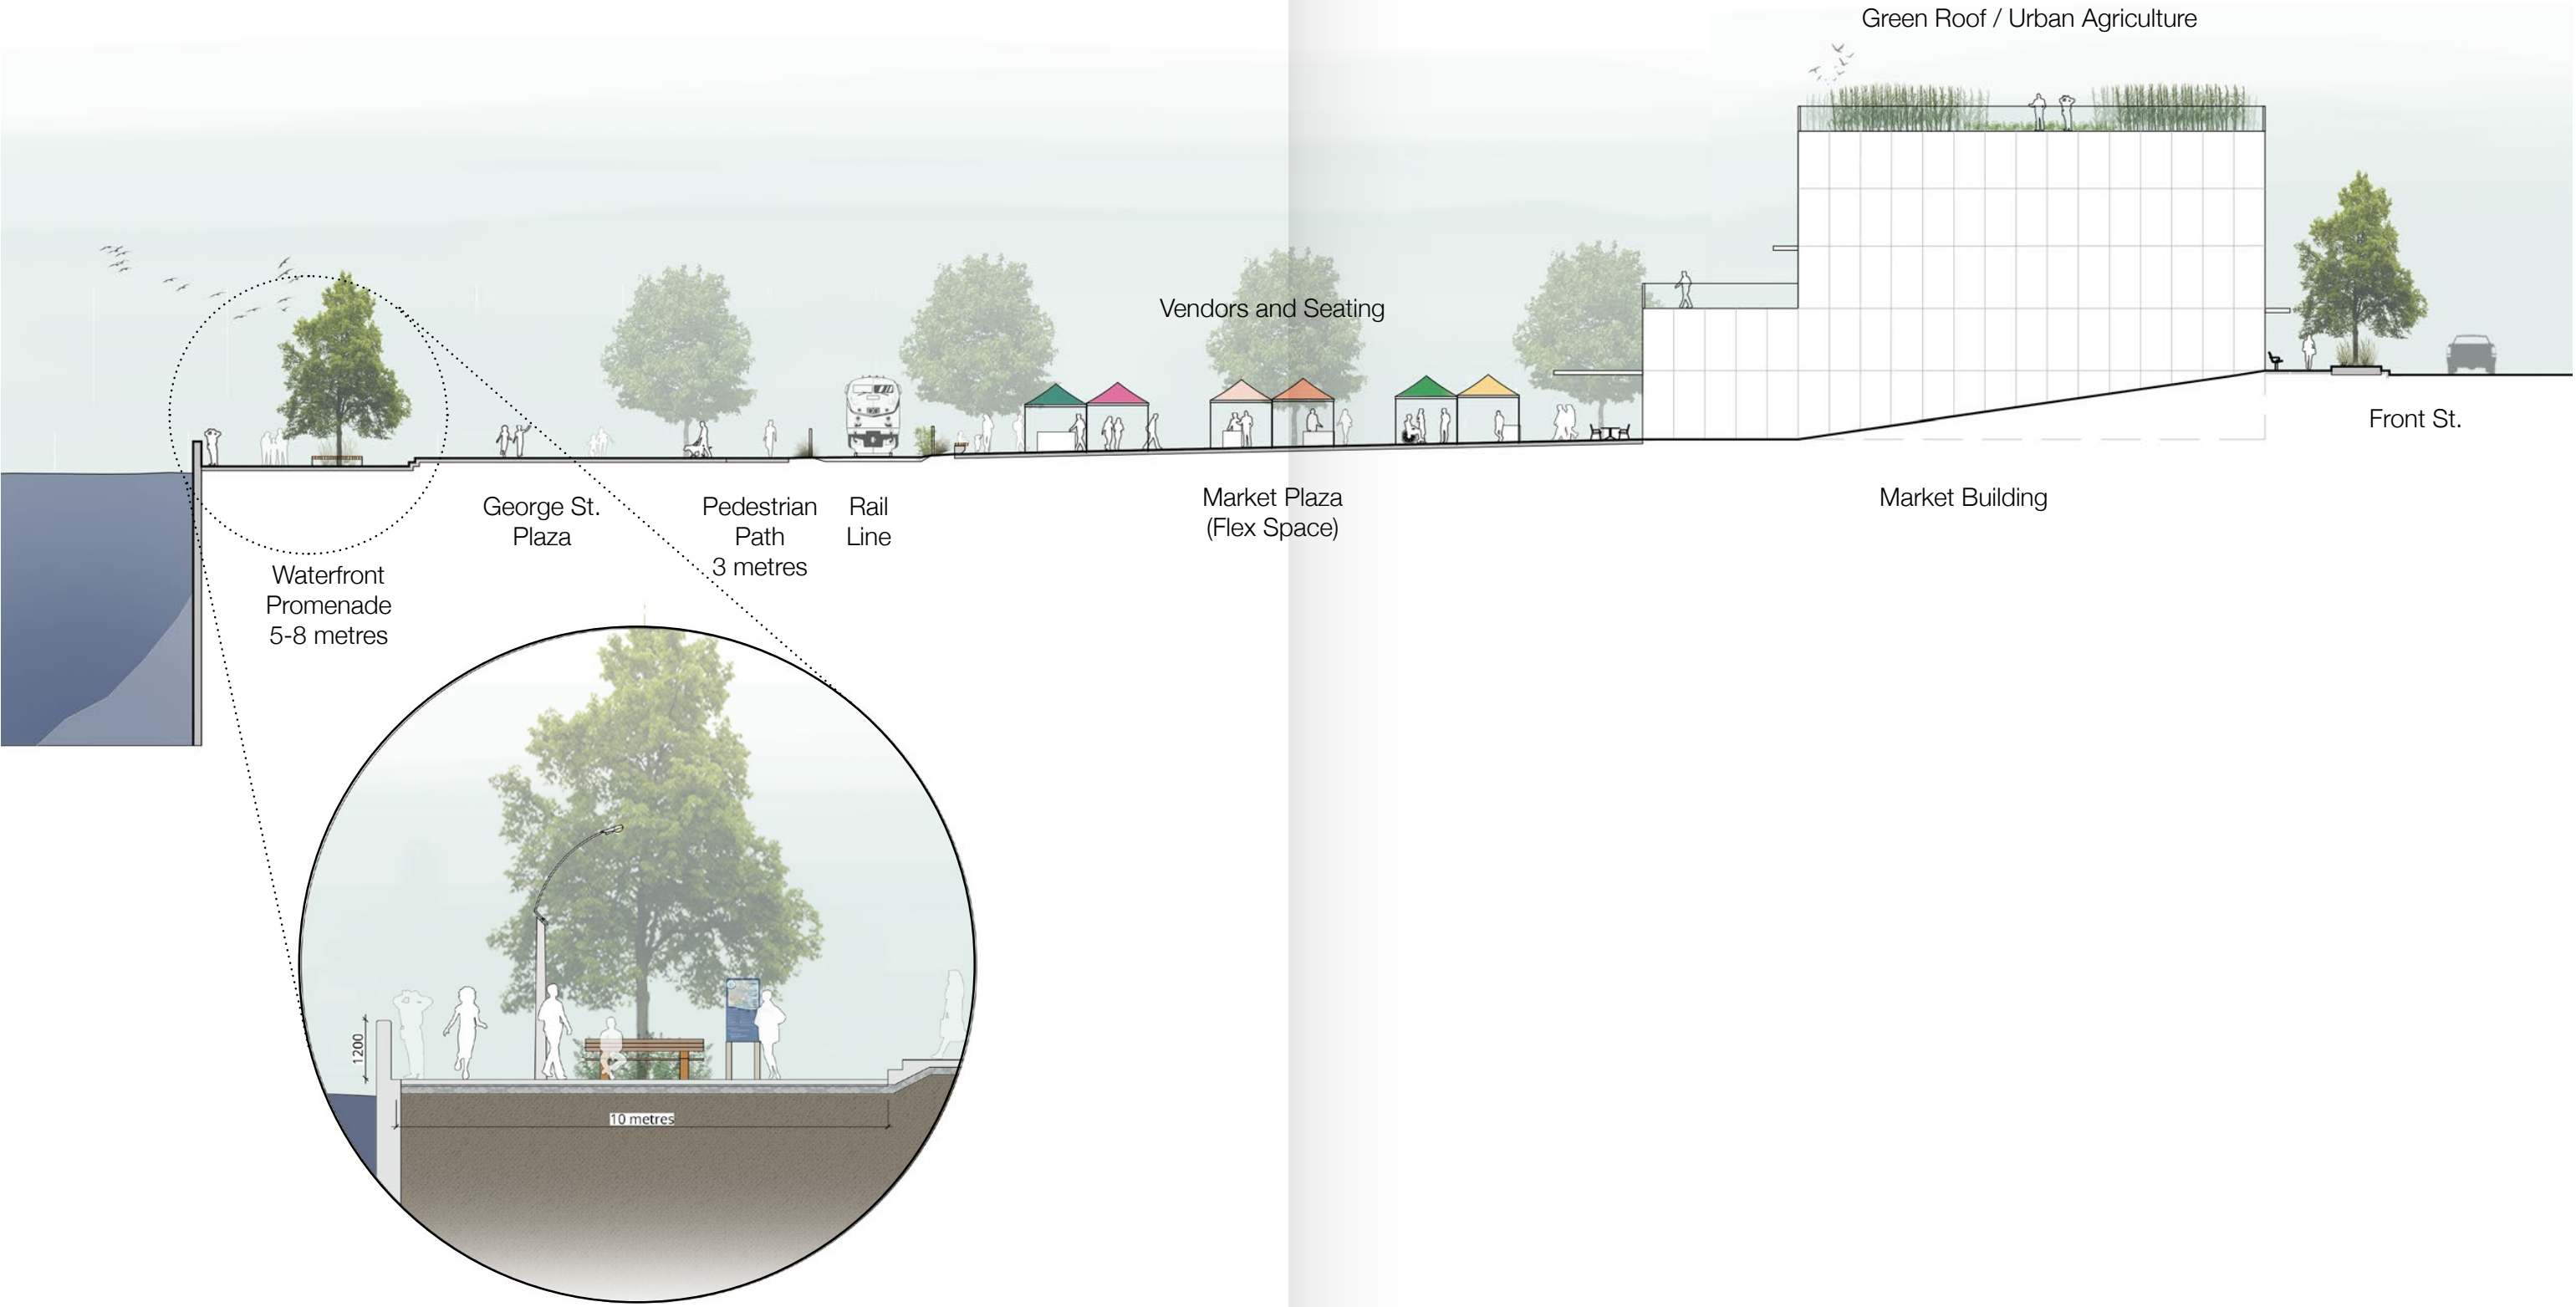 Green Roof / Urban Agriculture
Vendors and Seating
Front St.
George St.
Plaza
Pedestrian
Path
3 metres
Rail
Line
Market Plaza
(Flex Space)
Market Building
Waterfront
Promenade
5-8 metres
1200
10 metres